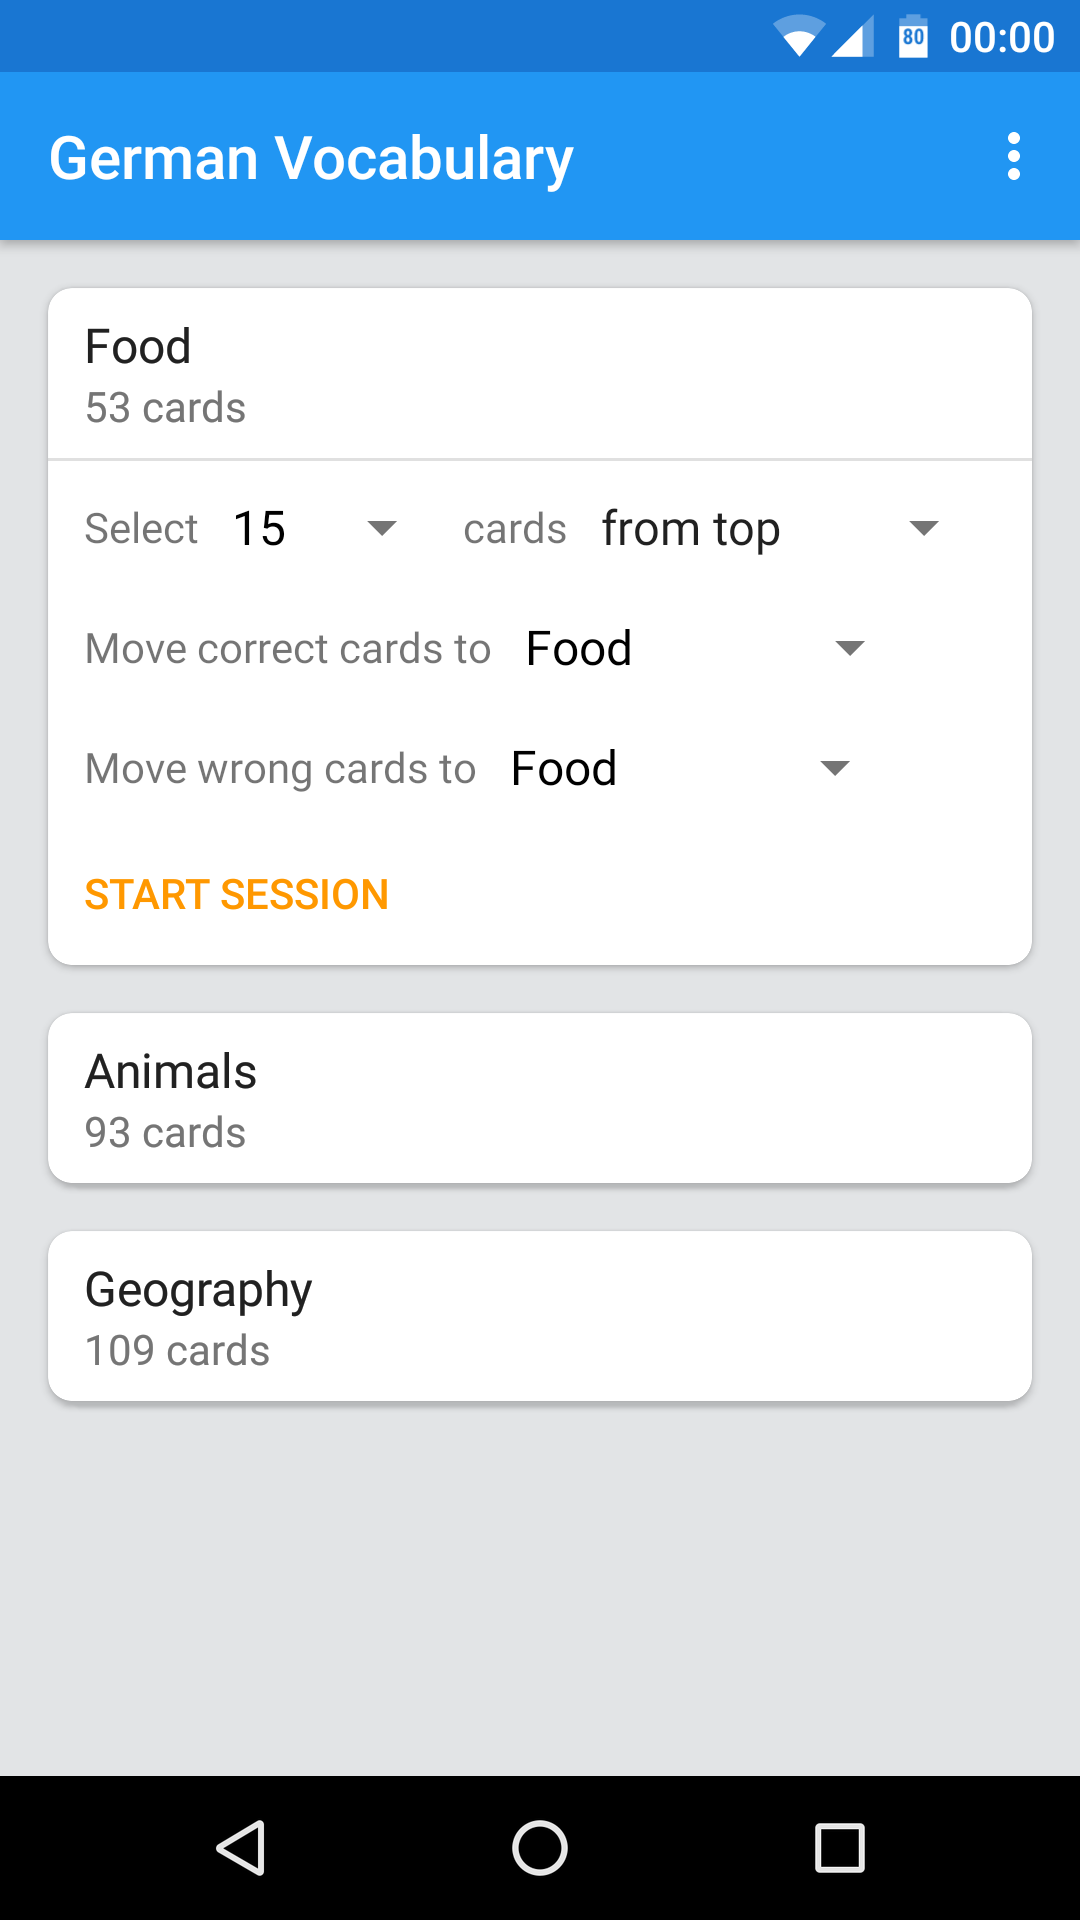 80 00:00
German Vocabulary
Food
53 cards
Select 15 cards from top
Move correct cards to Food
Move wrong cards to Food
START SESSION
Animals
93 cards
Geography
109 cards